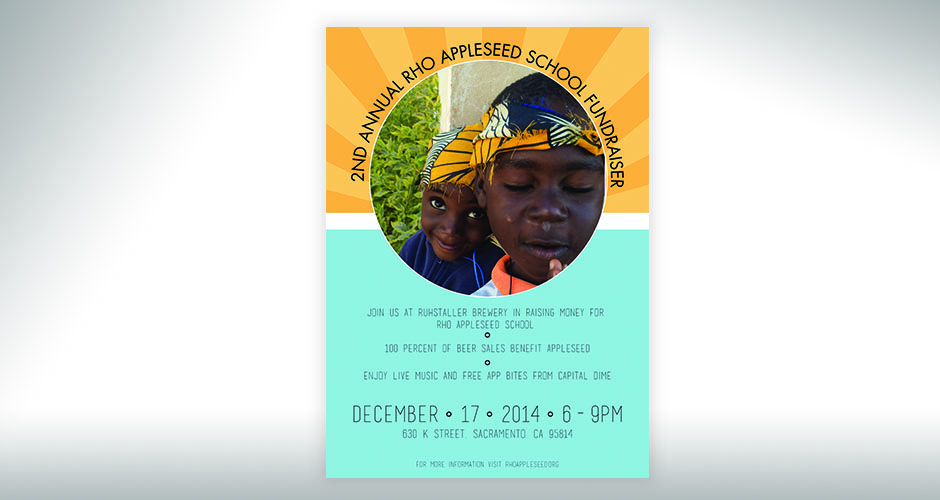 2ND ANNUAL RHO APPLESEED SCHOOL FUNDRAISER
JOIN US AT RUHSTALLER BREWERY IN RAISING MONEY FOR
RHO APPLESEED SCHOOL
100 PERCENT OF BEER SALES BENEFIT APPLESEED
ENJOY LIVE MUSIC AND FREE APP BITES FROM CAPITAL DIME
DECEMBER • 17 • 2014 • 6 - 9PM
630 K STREET, SACRAMENTO, CA 95814
FOR MORE INFORMATION VISIT RHOAPPLESEED.ORG